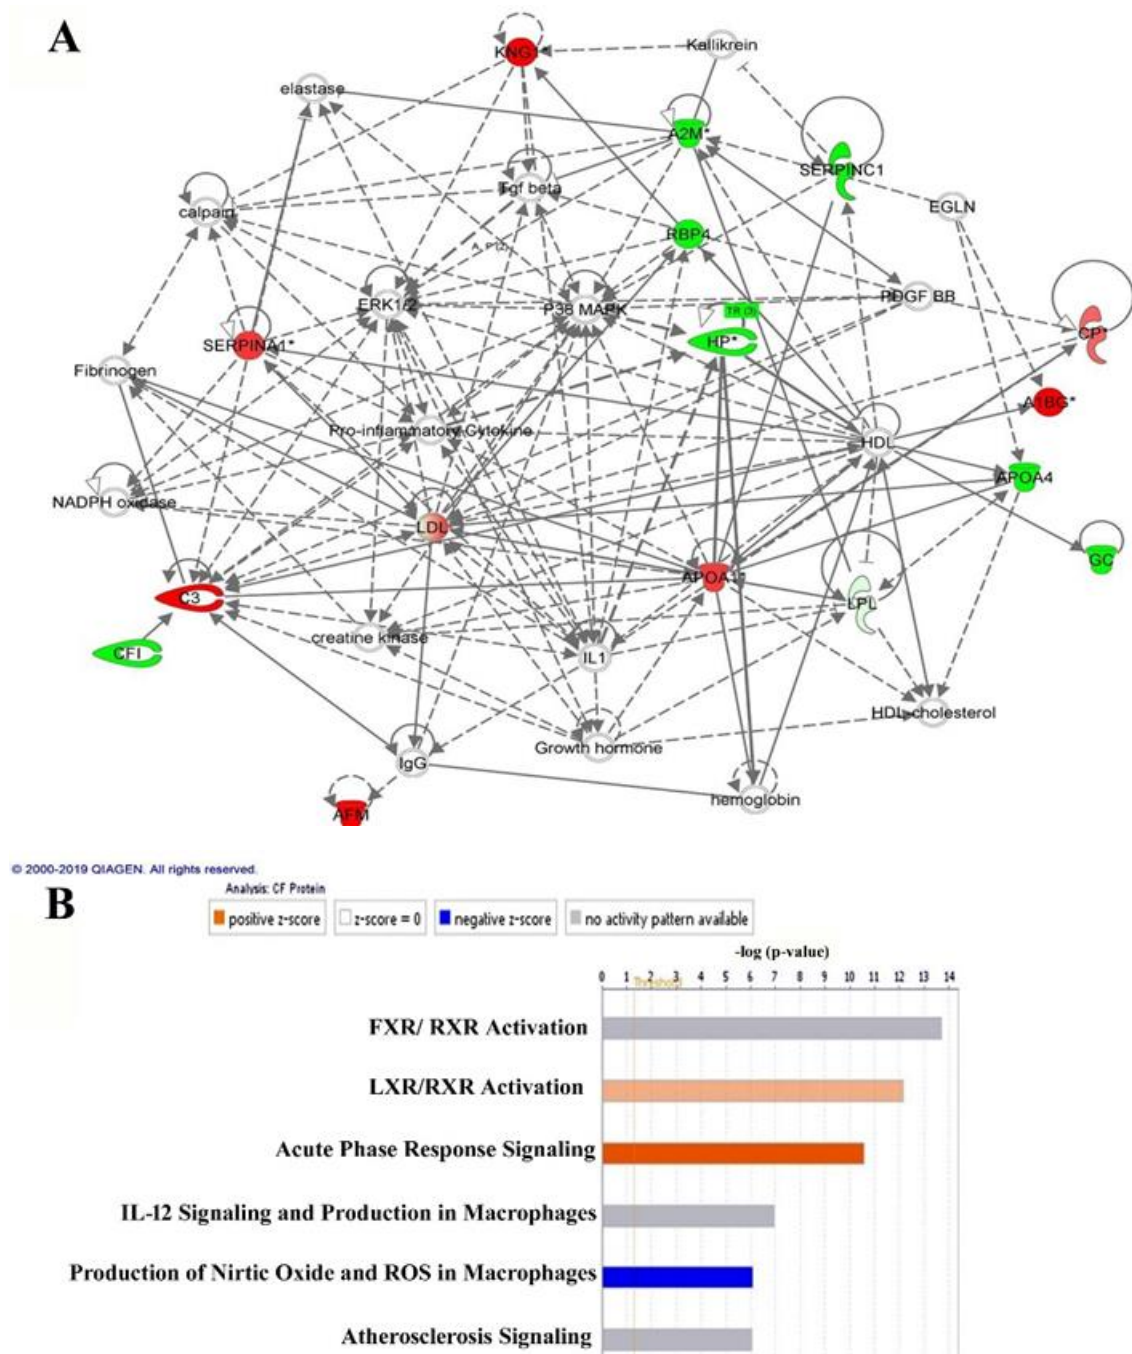 A
KNG1*
Kallikrein
elastase
A2M*
SERPINC1
Tgf beta
calpain
EGLN
RBP4
ERK1/2
P38 MAPK
PDGF BB
TR (3)
HP*
CP*
SERPINA1*
Fibrinogen
A1BG*
Pro-inflammatory Cytokine
HDL
APOA4
NADPH oxidase
LDL
GC
APOA1*
C3
LPL
creatine kinase
CFI
IL1
HDL-cholesterol
Growth hormone
IgG
hemoglobin
AFM
© 2000-2019 QIAGEN. All rights reserved.
Analysis: CF Protein
B
positive z-score z-score = 0 negative z-score no activity pattern available
-log (p-value)
0 1 2 3 4 5 6 7 8 9 10 11 12 13 14
Threshold
FXR/ RXR Activation
LXR/RXR Activation
Acute Phase Response Signaling
IL-12 Signaling and Production in Macrophages
Production of Nirtic Oxide and ROS in Macrophages
Atherosclerosis Signaling